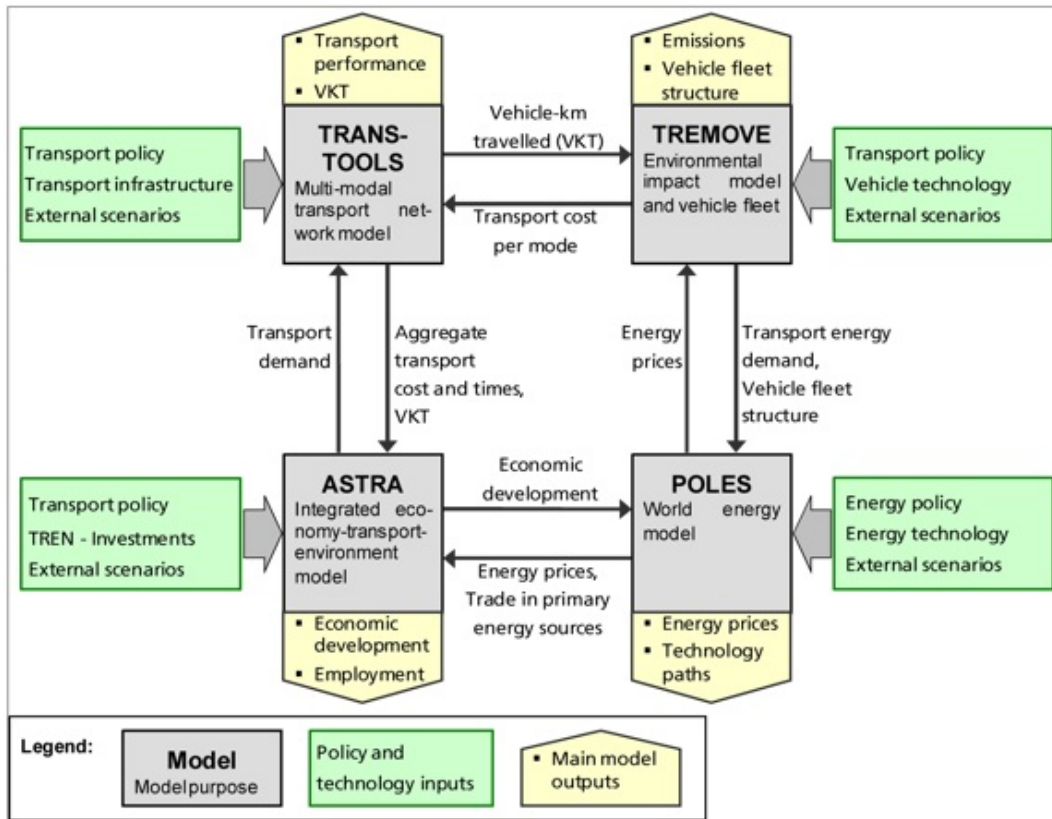 ▪ Transport
performance
▪ VKT
▪ Emissions
▪ Vehicle fleet
structure
Transport policy
Transport infrastructure
External scenarios
TRANS-
TOOLS
Multi-modal
transport net-
work model
Vehicle-km
travelled (VKT)
Transport cost
per mode
TREMOVE
Environmental
impact model
and vehicle fleet
Transport policy
Vehicle technology
External scenarios
Transport
demand
Aggregate
transport
cost and times,
VKT
Energy
prices
Transport energy
demand,
Vehicle fleet
structure
Transport policy
TREN - Investments
External scenarios
ASTRA
Integrated eco-
nomy-transport-
environment
model
Economic
development
Energy prices,
Trade in primary
energy sources
POLES
World energy
model
Energy policy
Energy technology
External scenarios
▪ Economic
development
▪ Employment
▪ Energy prices
▪ Technology
paths
Legend:
Model
Model purpose
Policy and
technology inputs
▪ Main model
outputs